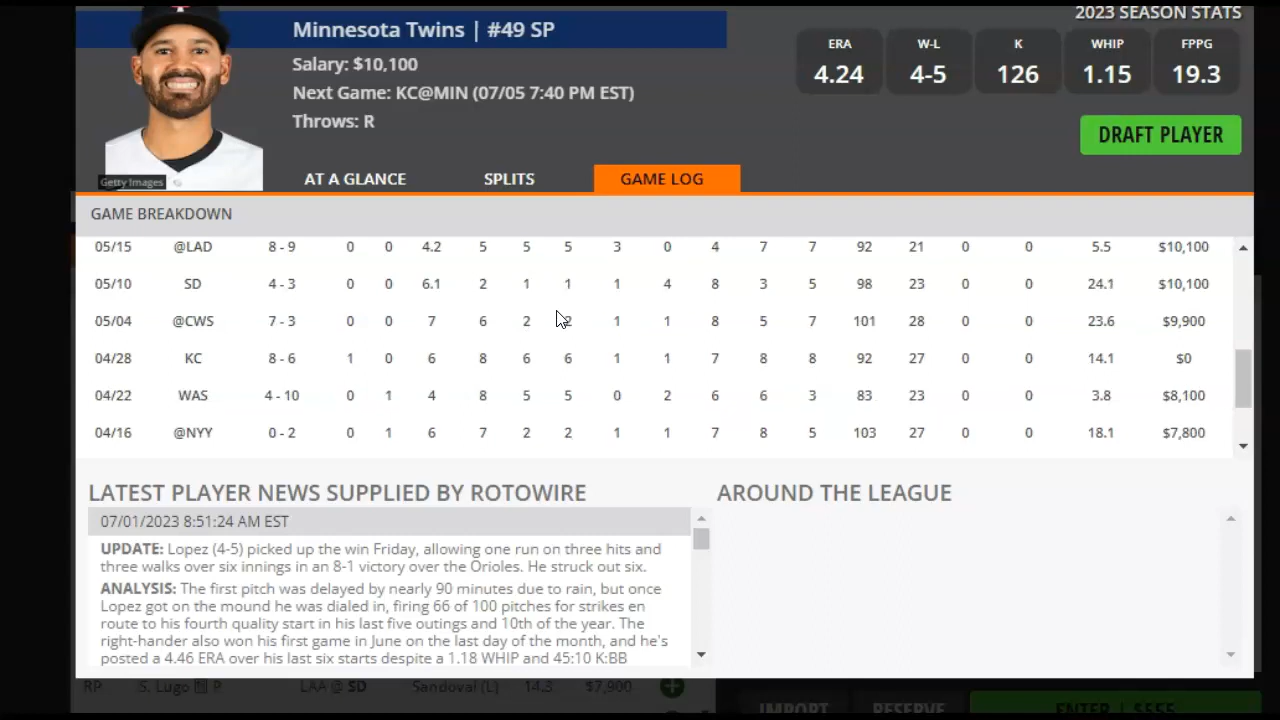 Minnesota Twins | #49 SP
Salary: $10,100
Next Game: KC@MIN (07/05 7:40 PM EST)
Throws: R
2023 SEASON STATS
ERA W-L K WHIP FPPG
4.24 4-5 126 1.15 19.3
DRAFT PLAYER
Getty Images
AT A GLANCE SPLITS GAME LOG
GAME BREAKDOWN
05/15 @LAD 8 - 9 0 0 4.2 5 5 5 3 0 4 7 7 92 21 0 0 5.5 $10,100
05/10 SD 4 - 3 0 0 6.1 2 1 1 1 4 8 3 5 98 23 0 0 24.1 $10,100
05/04 @CWS 7 - 3 0 0 7 6 2 2 1 1 8 5 7 101 28 0 0 23.6 $9,900
04/28 KC 8 - 6 1 0 6 8 6 6 1 1 7 8 8 92 27 0 0 14.1 $0
04/22 WAS 4 - 10 0 1 4 8 5 5 0 2 6 6 3 83 23 0 0 3.8 $8,100
04/16 @NYY 0 - 2 0 1 6 7 2 2 1 1 7 8 5 103 27 0 0 18.1 $7,800
LATEST PLAYER NEWS SUPPLIED BY ROTOWIRE
07/01/2023 8:51:24 AM EST
UPDATE: Lopez (4-5) picked up the win Friday, allowing one run on three hits and
three walks over six innings in an 8-1 victory over the Orioles. He struck out six.
ANALYSIS: The first pitch was delayed by nearly 90 minutes due to rain, but once
Lopez got on the mound he was dialed in, firing 66 of 100 pitches for strikes en
route to his fourth quality start in his last five outings and 10th of the year. The
right-hander also won his first game in June on the last day of the month, and he's
posted a 4.46 ERA over his last six starts despite a 1.18 WHIP and 45:10 K:BB
AROUND THE LEAGUE
RP S. Lugo P LAA @ SD Sandoval (L) 14.3 $7,900
IMPORT RESERVE ENTER | $555